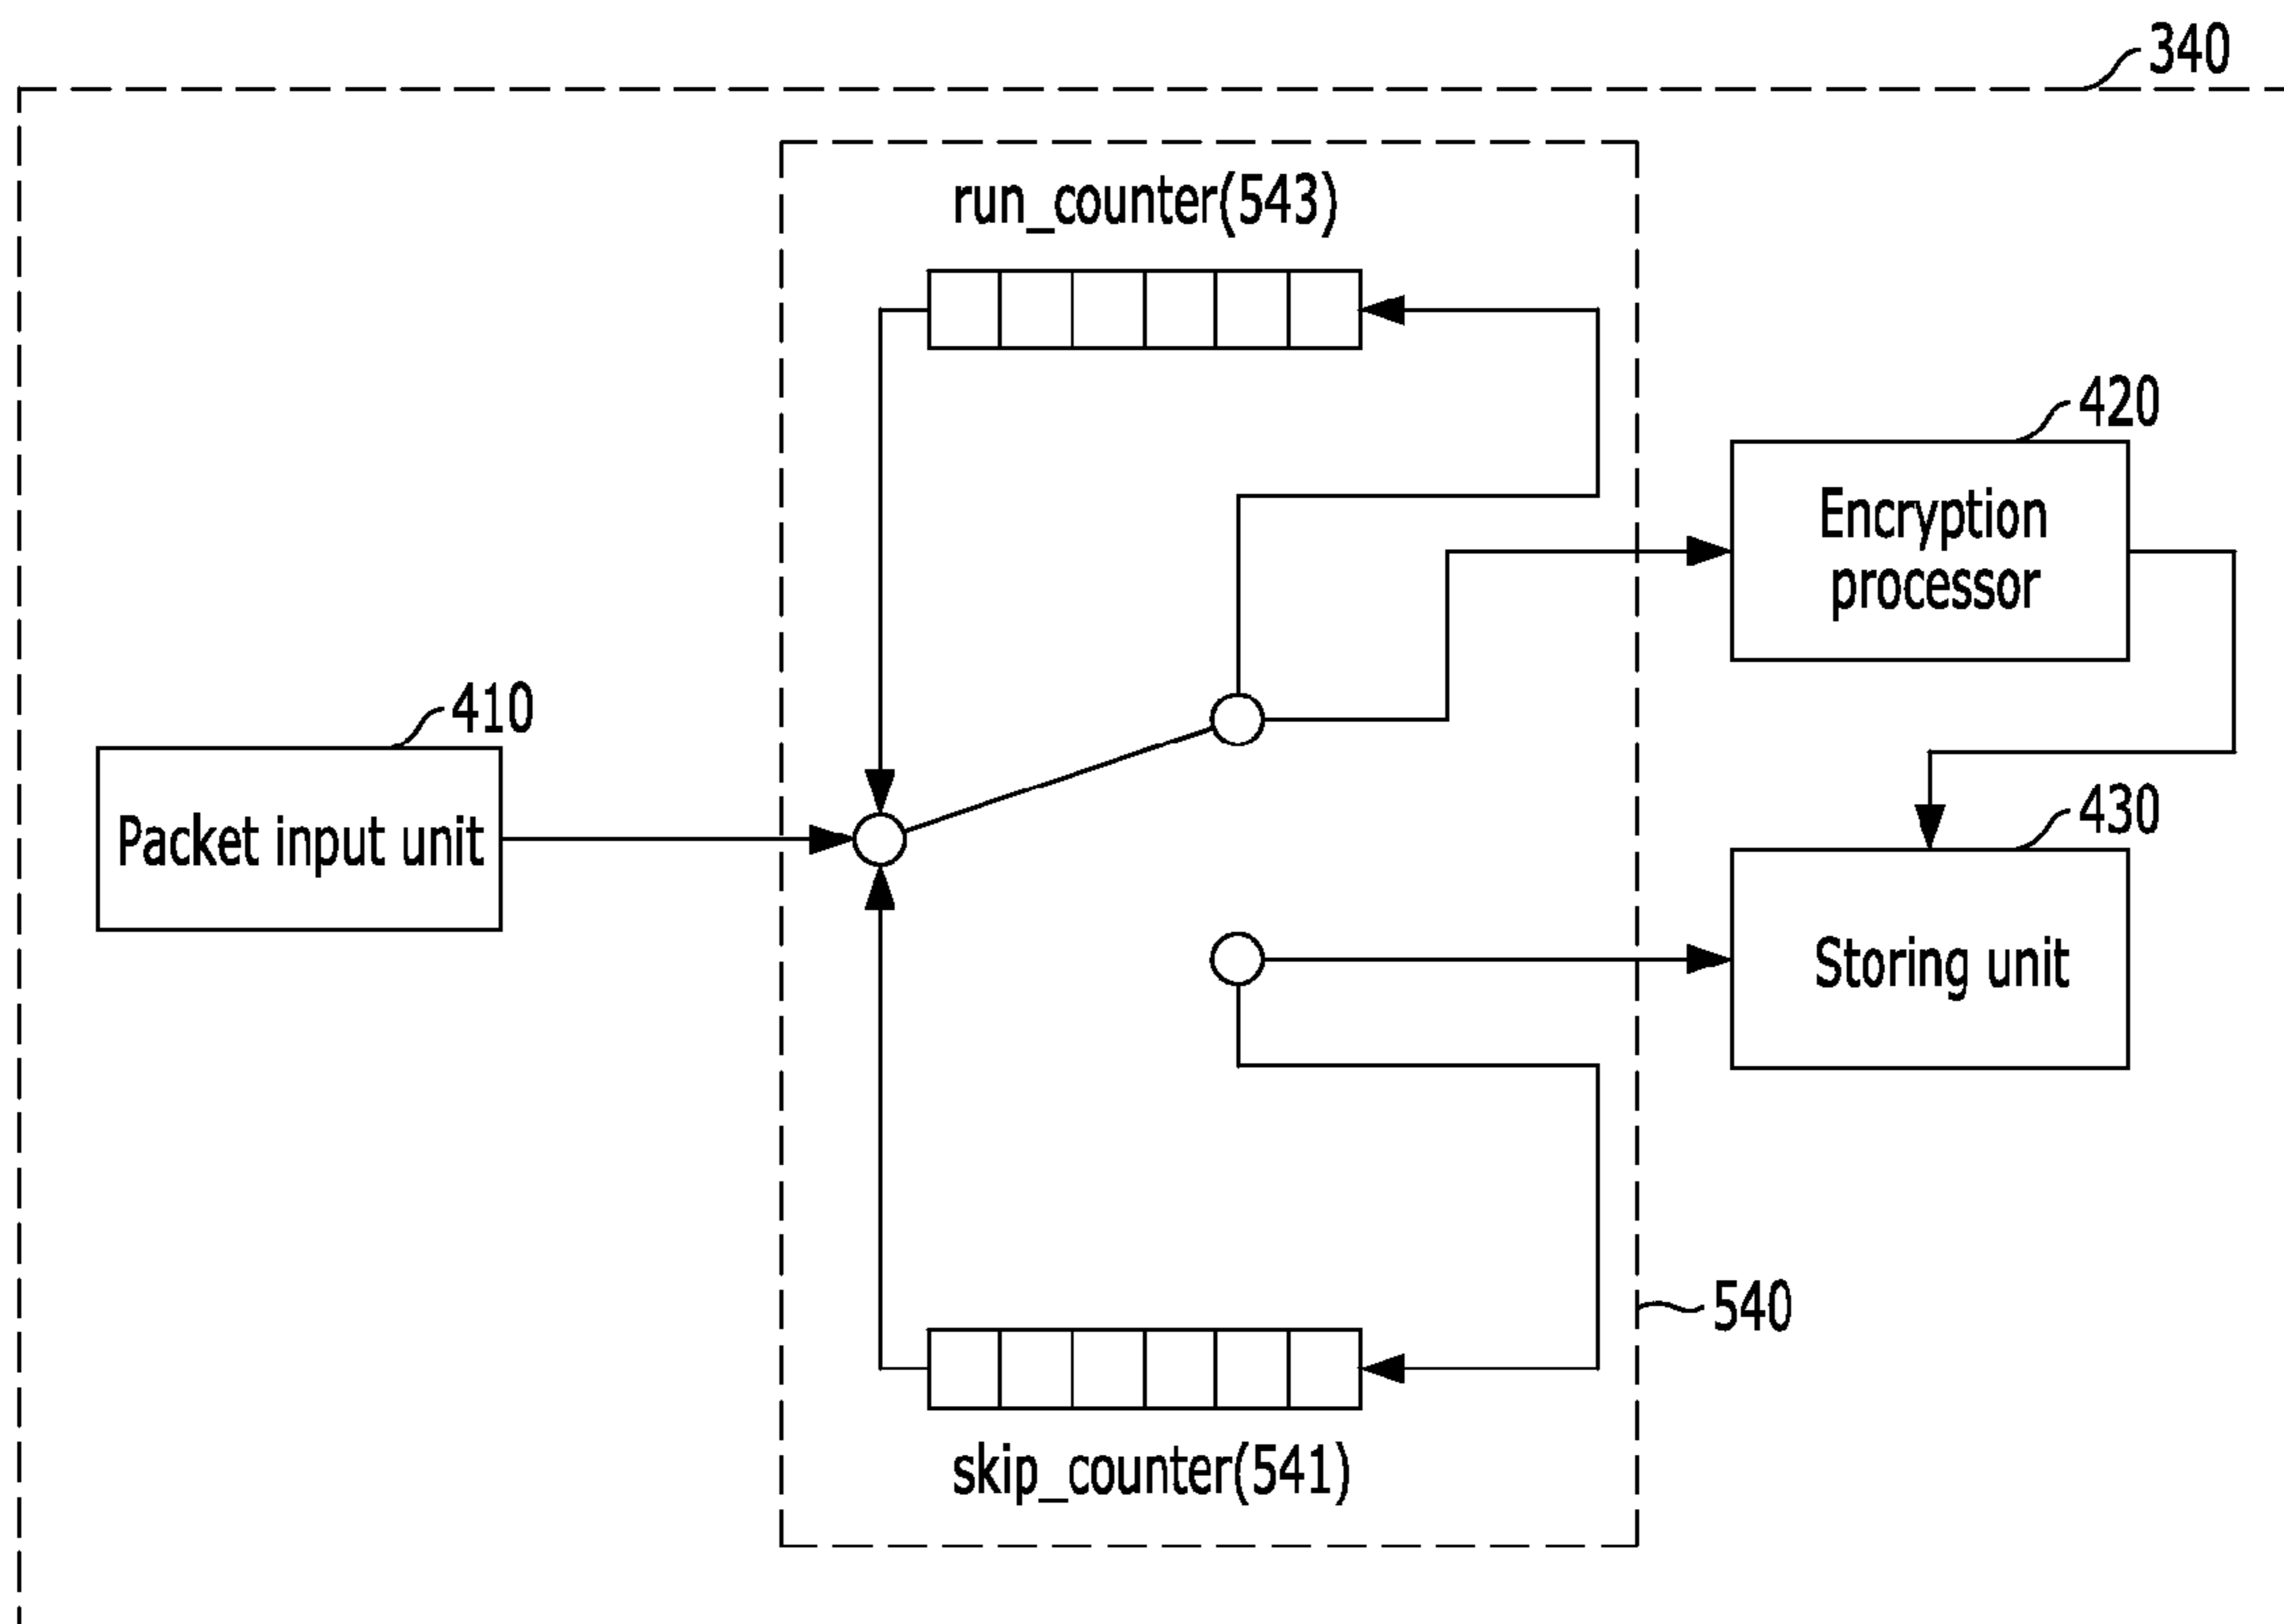 340
run_counter(543)
420
Encryption
processor
410
Packet input unit
430
Storing unit
540
skip_counter(541)